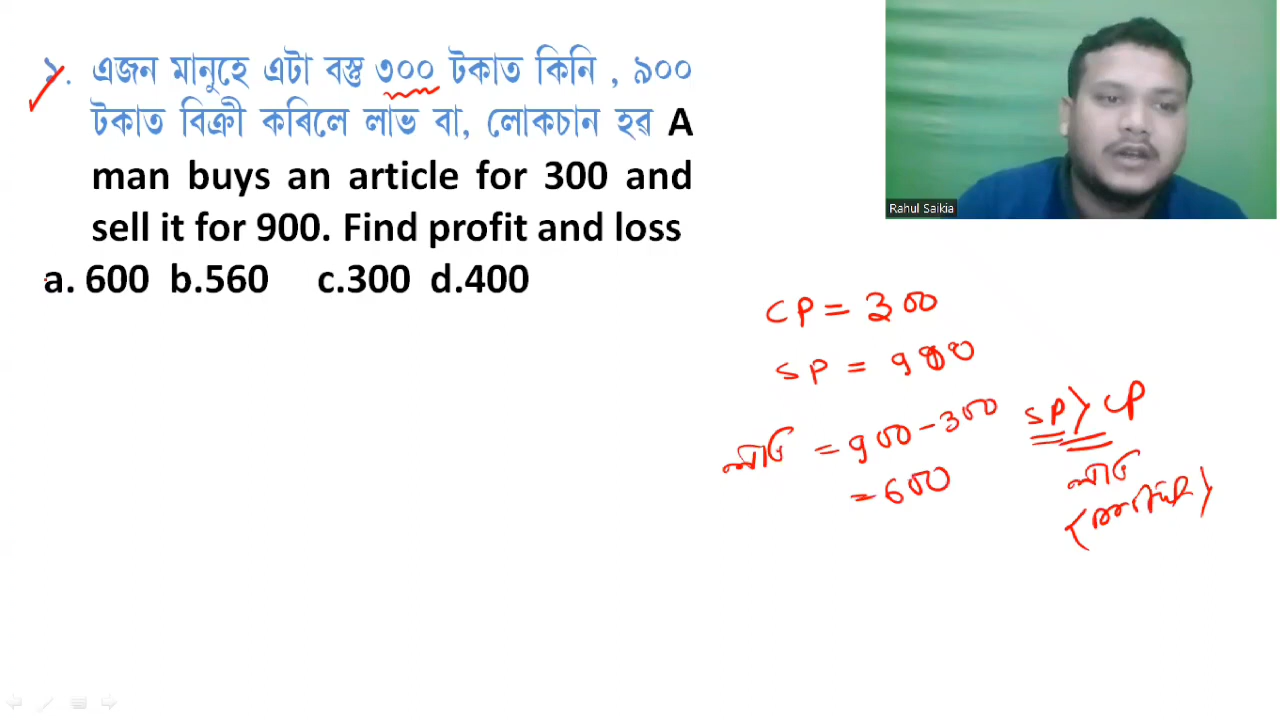 ১. এজন মানুহে এটা বস্তু ৩০০ টকাত কিনি , ৯০০
টকাত বিক্ৰী কৰিলে লাভ বা, লোকচান হৱ A
man buys an article for 300 and
sell it for 900. Find profit and loss
a. 600 b.560 c.300 d.400
Rahul Saikia
CP = 300
SP = 900
লাভ = 900 - 300
= 600
SP > CP
লাভ
(profit)